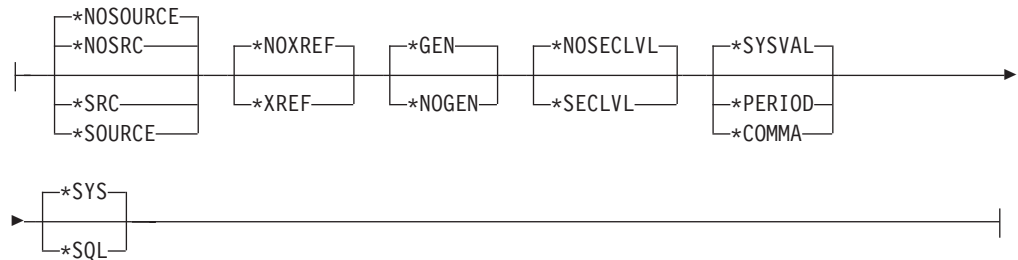 *NOSOURCE
*NOSRC *NOXREF *GEN *NOSECLVL *SYSVAL
*SRC *XREF *NOGEN *SECLVL *PERIOD
*SOURCE *COMMA
*SYS
*SQL